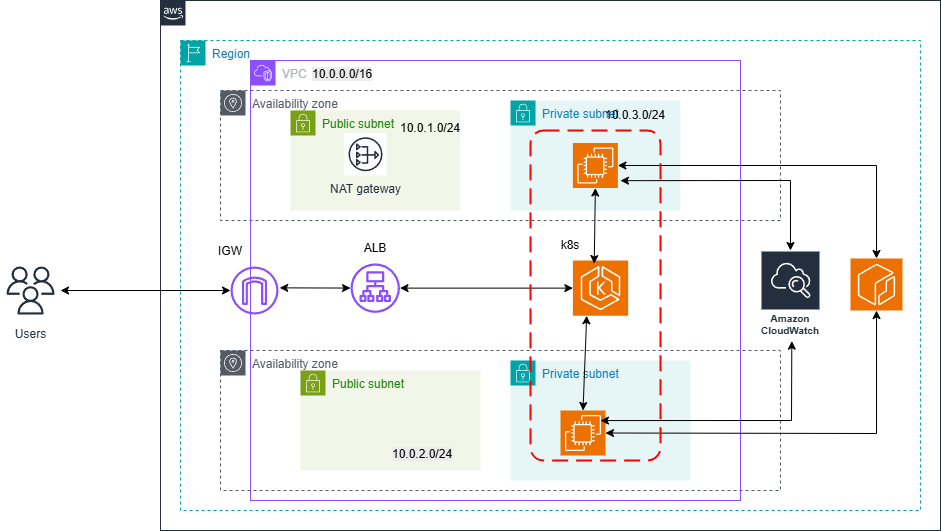 aws
Region
VPC 10.0.0.0/16
Availability zone
Public subnet 10.0.1.0/24
NAT gateway
Private subnet 10.0.3.0/24
IGW
ALB
k8s
Users
Amazon
CloudWatch
Availability zone
Public subnet
10.0.2.0/24
Private subnet